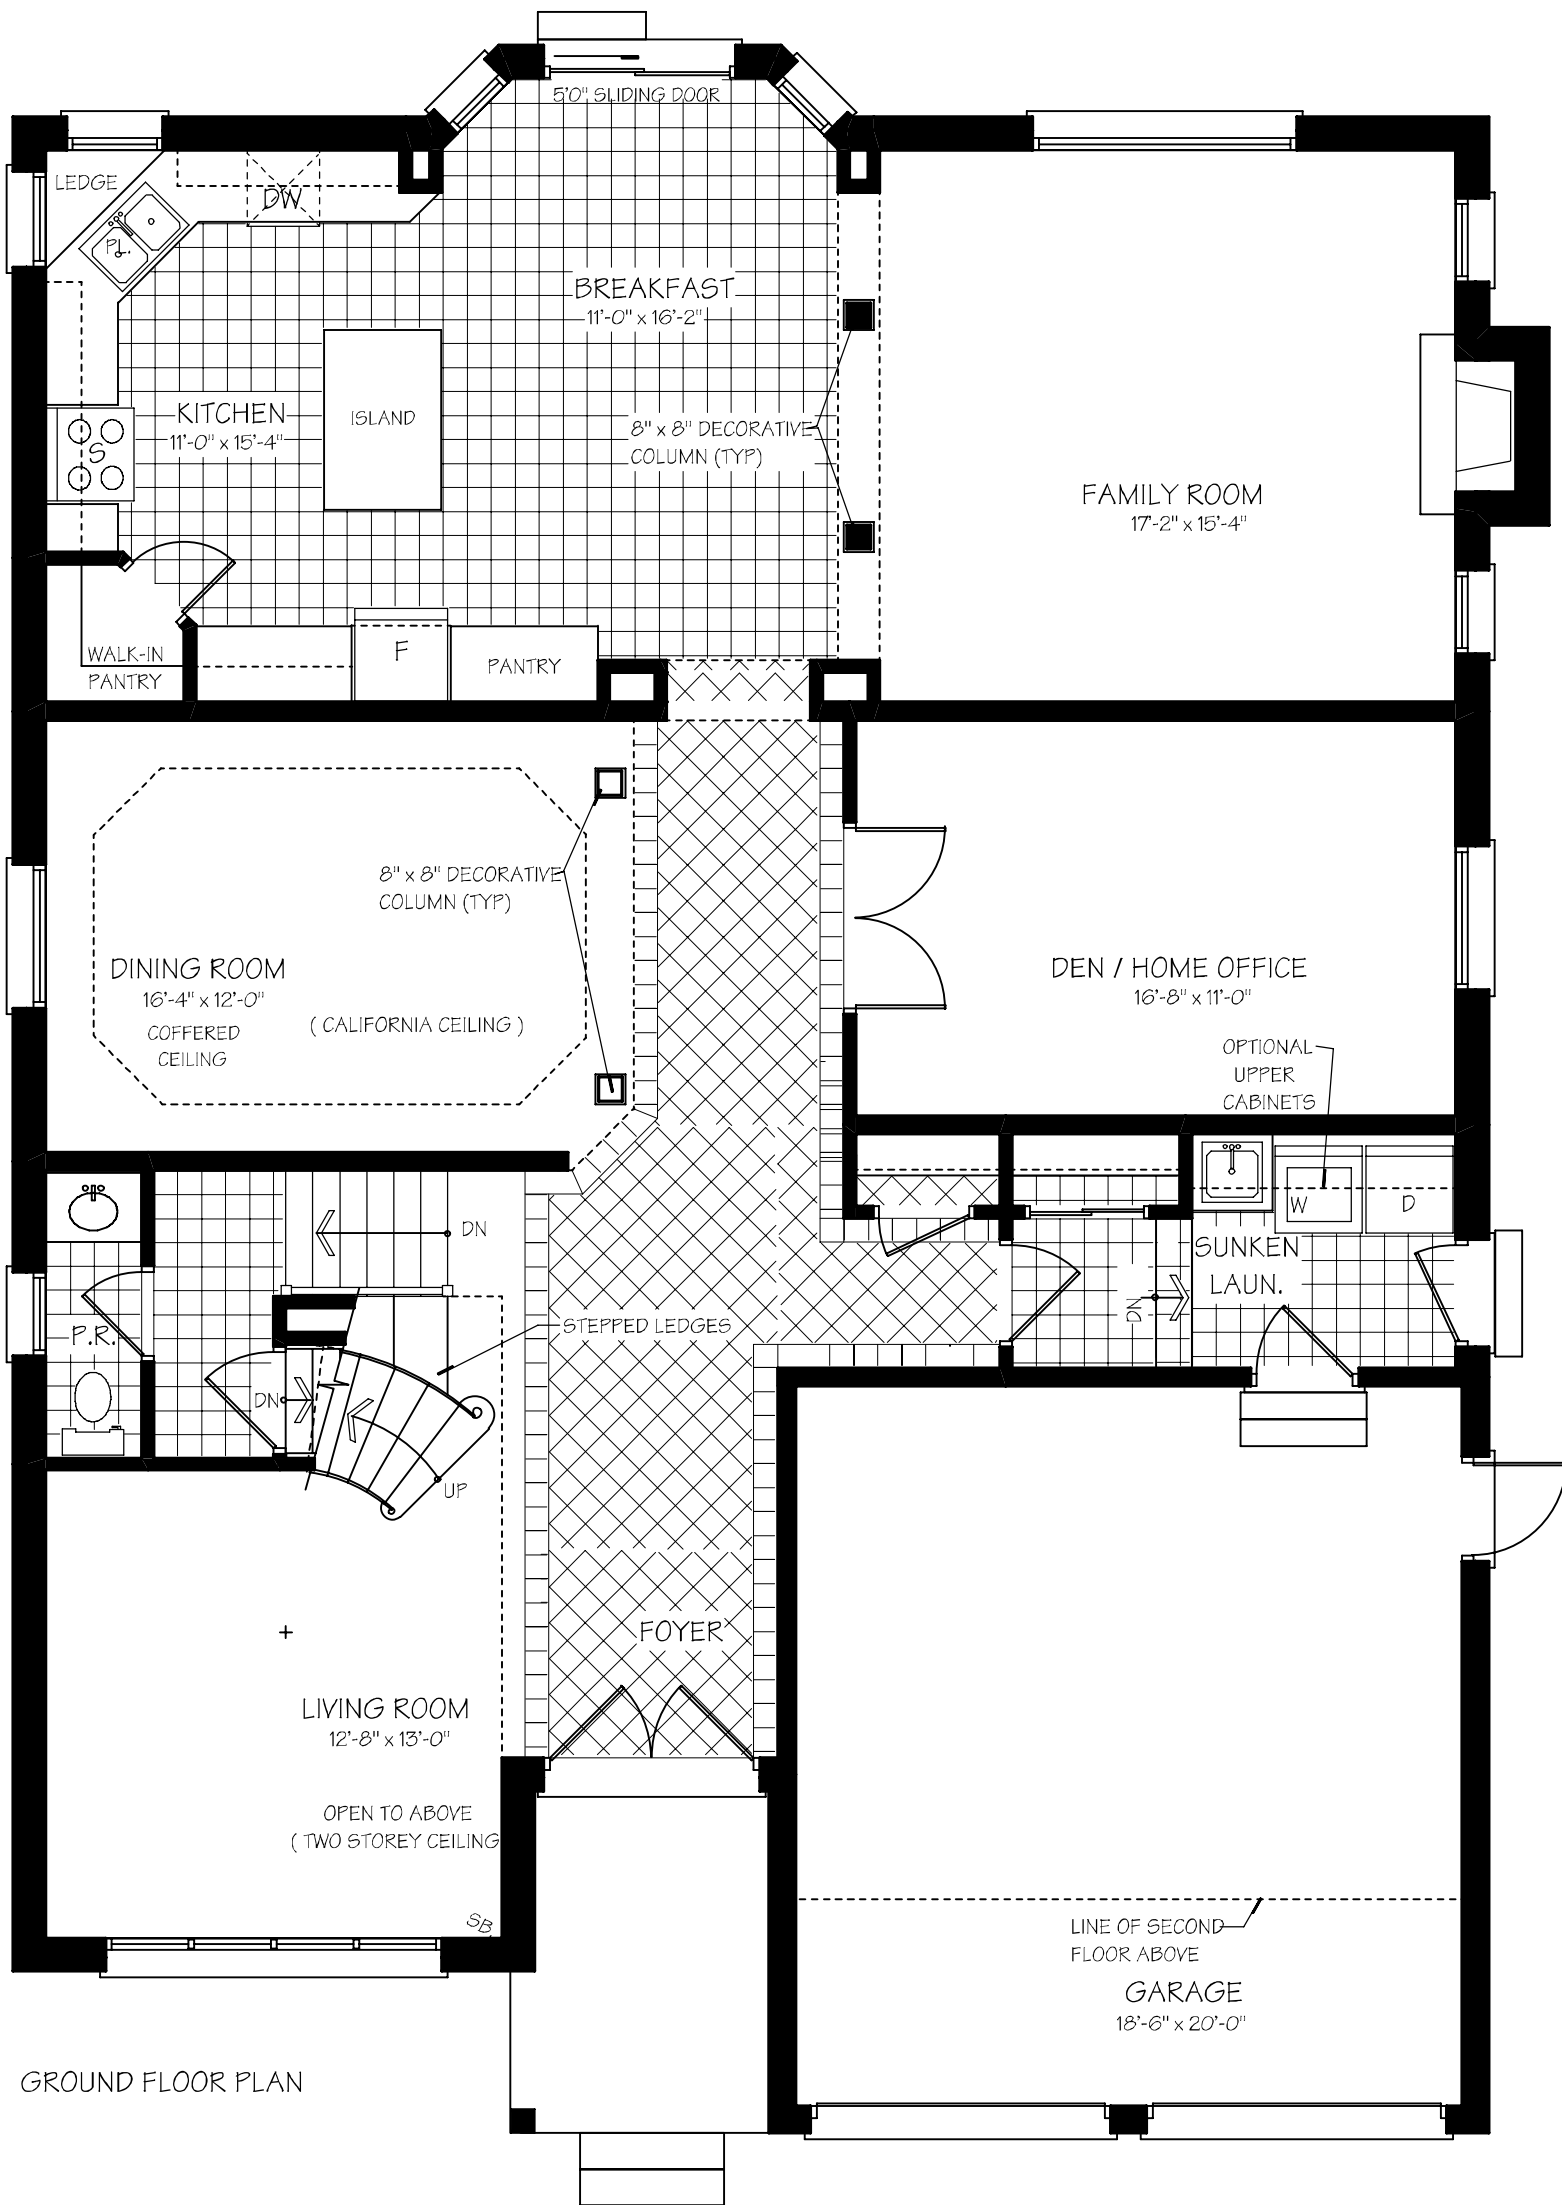 5'0" SLIDING DOOR
LEDGE
DW
PL.
BREAKFAST
11'-0" x 16'-2"
KITCHEN
11'-0" x 15'-4"
ISLAND
S
8" x 8" DECORATIVE
COLUMN (TYP)
FAMILY ROOM
17'-2" x 15'-4"
WALK-IN
PANTRY
F
PANTRY
8" x 8" DECORATIVE
COLUMN (TYP)
DINING ROOM
16'-4" x 12'-0"
COFFERED
CEILING
( CALIFORNIA CEILING )
DEN / HOME OFFICE
16'-8" x 11'-0"
OPTIONAL
UPPER
CABINETS
W
D
DN
SUNKEN
LAUN.
DN
P.R.
STEPPED LEDGES
DN
UP
FOYER
LIVING ROOM
12'-8" x 13'-0"
OPEN TO ABOVE
( TWO STOREY CEILING
SB.
LINE OF SECOND
FLOOR ABOVE
GARAGE
18'-6" x 20'-0"
GROUND FLOOR PLAN